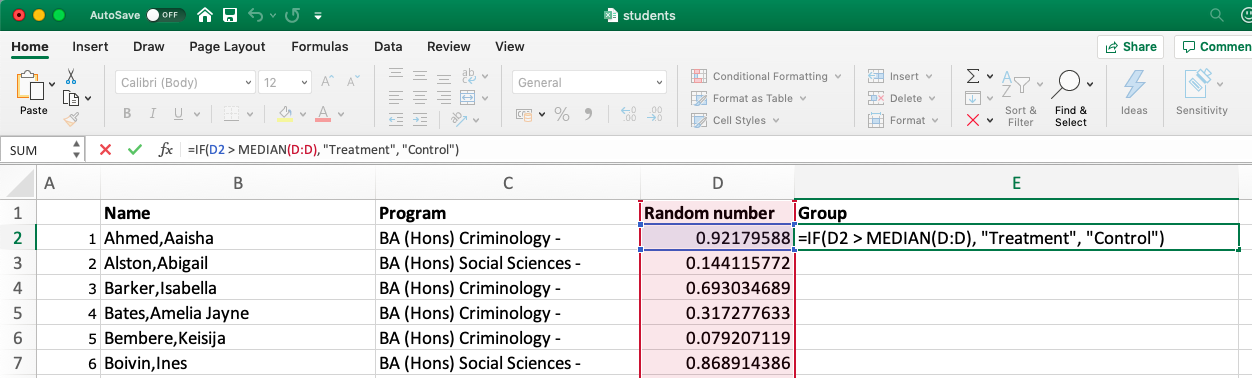 AutoSave OFF students
Home Insert Draw Page Layout Formulas Data Review View Share Commen
Paste Calibri (Body) 12 A A B I U A ab General % 9 .00 .0 Conditional Formatting Format as Table Cell Styles Insert Delete Format Σ Sort & Filter Find & Select Ideas Sensitivity
SUM fx =IF(D2 > MEDIAN(D:D), "Treatment", "Control")
A B C D E
1 Name Program Random number Group
2 1 Ahmed,Aaisha BA (Hons) Criminology - 0.92179588 =IF(D2 > MEDIAN(D:D), "Treatment", "Control")
3 2 Alston,Abigail BA (Hons) Social Sciences - 0.144115772
4 3 Barker,Isabella BA (Hons) Criminology - 0.693034689
5 4 Bates,Amelia Jayne BA (Hons) Criminology - 0.317277633
6 5 Bembere,Keisija BA (Hons) Criminology - 0.079207119
7 6 Boivin,Ines BA (Hons) Social Sciences - 0.868914386